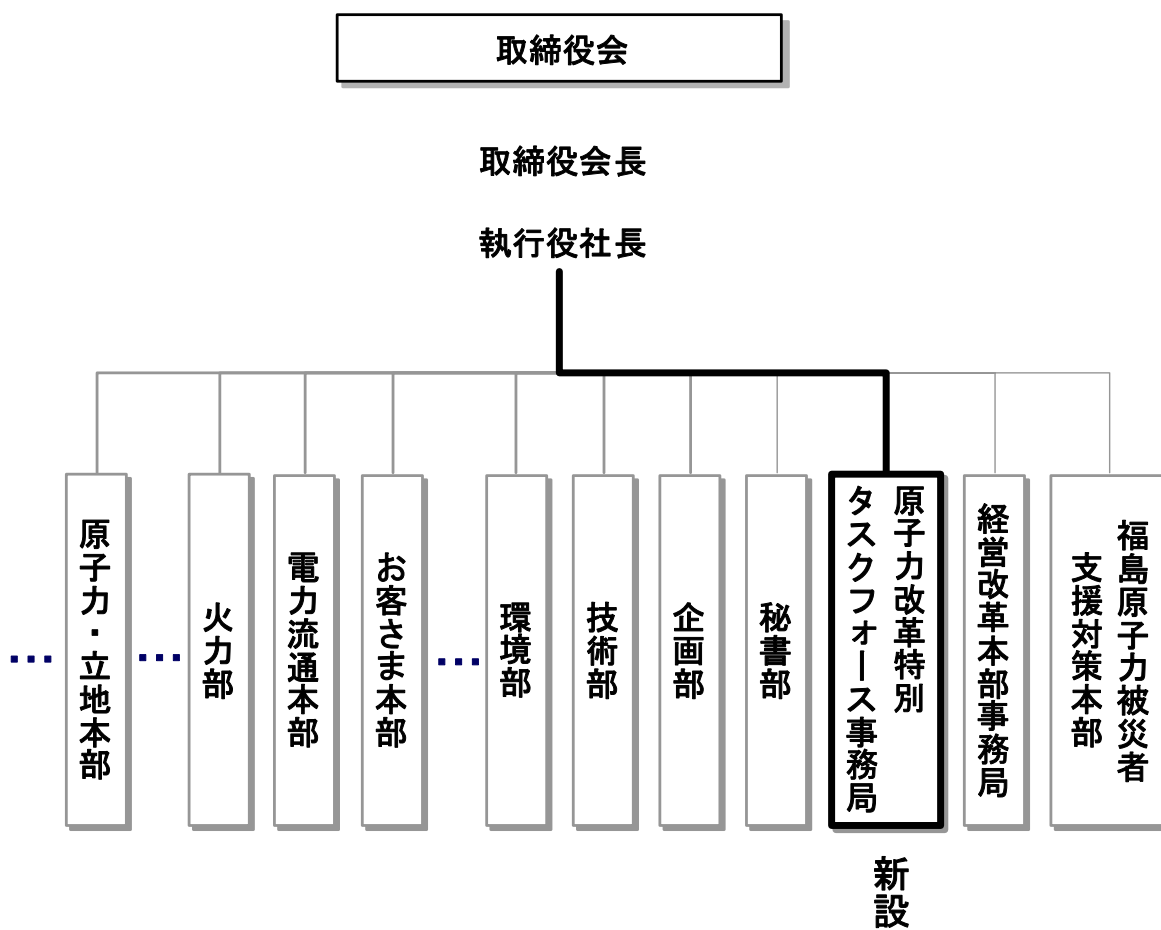 取締役会
取締役会長
執行役社長
原子力・立地本部
火力部
電力流通本部
お客さま本部
環境部
技術部
企画部
秘書部
原子力改革特別
タスクフォース事務局
経営改革本部事務局
福島原子力被災者
支援対策本部
新設